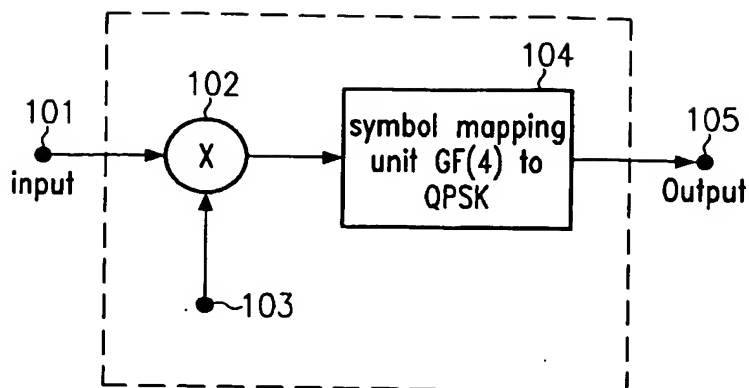 104
102
101
symbol mapping
unit GF(4) to
QPSK
105
X
input
Output
103